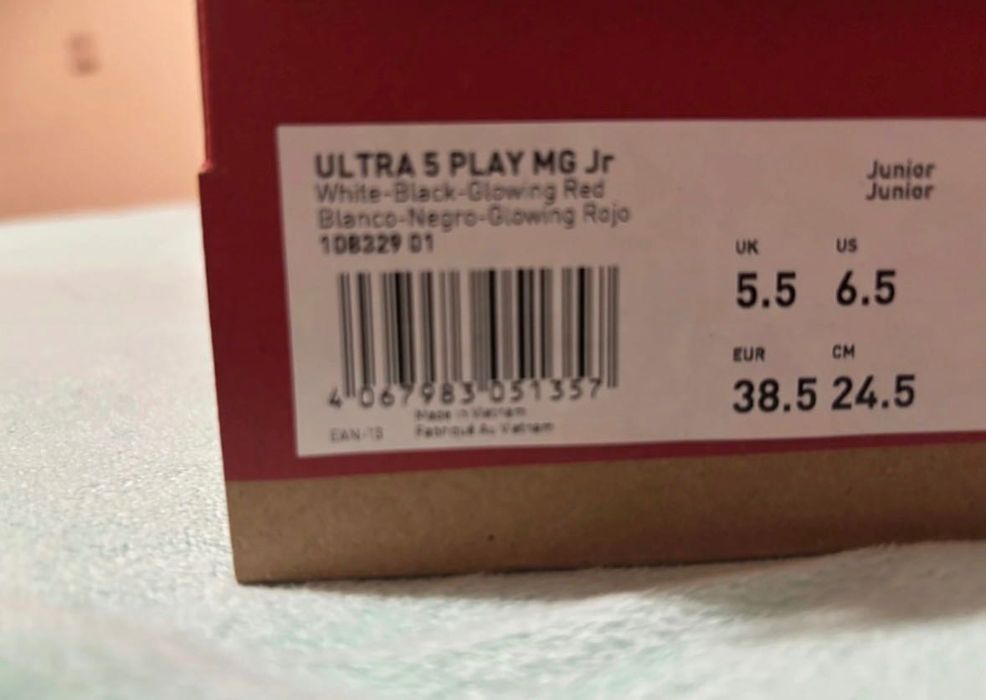 ULTRA 5 PLAY MG Jr
White-Black-Glowing Red
Blanco-Negro-Glowing Rojo
108329 01
Junior
Junior
UK US
5.5 6.5
EUR CM
38.5 24.5
4 067983 051357
Made in Vietnam
EAN-13 Fabriqué Au Vietnam